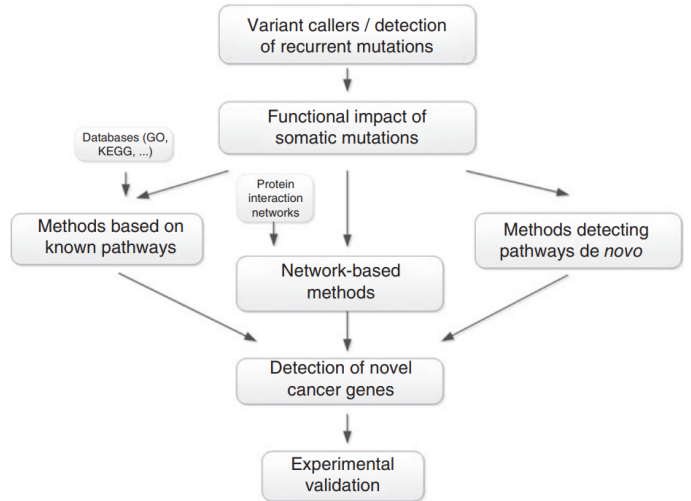 Variant callers / detection
of recurrent mutations
Functional impact of
somatic mutations
Databases (GO,
KEGG, ...)
Protein
interaction
networks
Methods based on
known pathways
Network-based
methods
Methods detecting
pathways de novo
Detection of novel
cancer genes
Experimental
validation